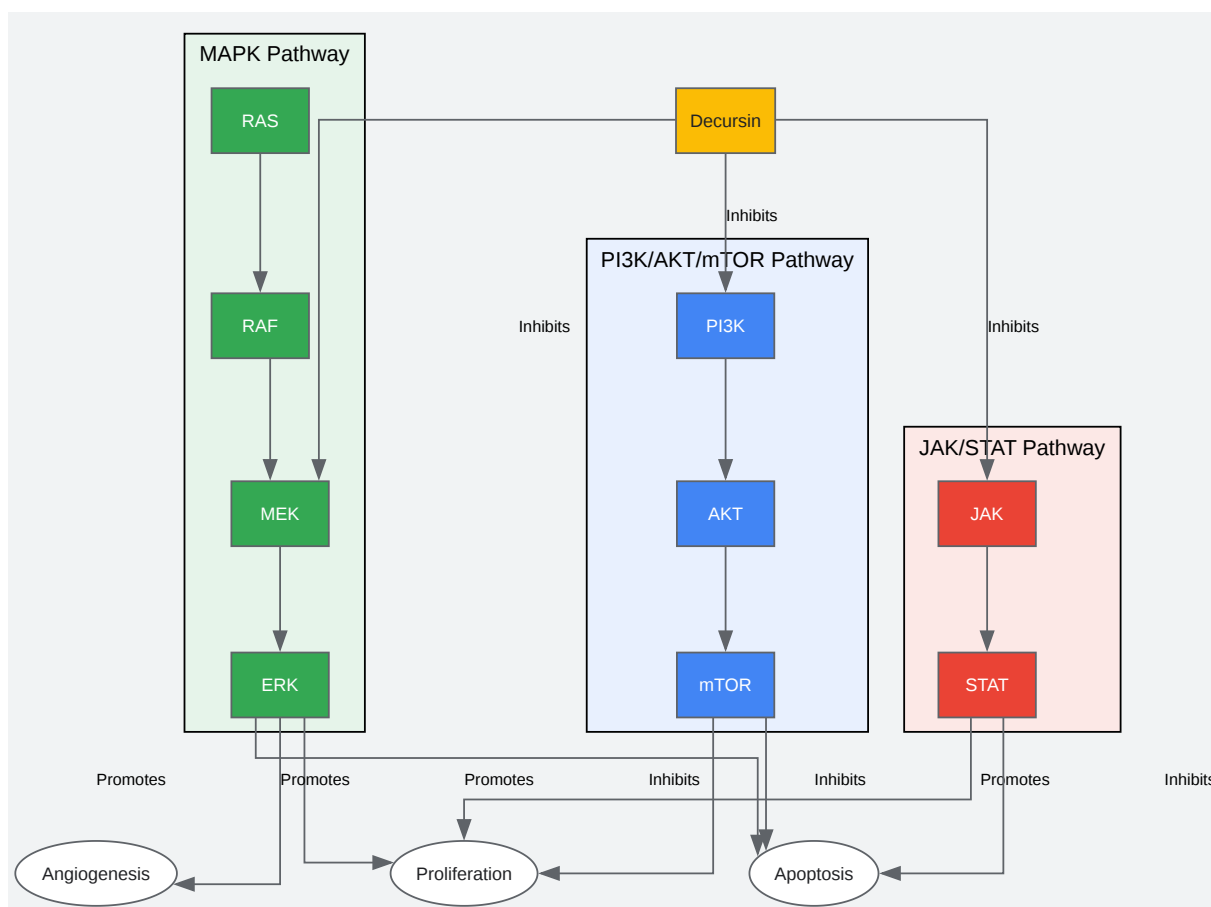 MAPK Pathway
RAS
Decursin
Inhibits
PI3K/AKT/mTOR Pathway
RAF
Inhibits
PI3K
Inhibits
JAK/STAT Pathway
MEK
AKT
JAK
ERK
mTOR
STAT
Promotes
Promotes
Promotes
Inhibits
Inhibits
Promotes
Inhibits
Angiogenesis
Proliferation
Apoptosis